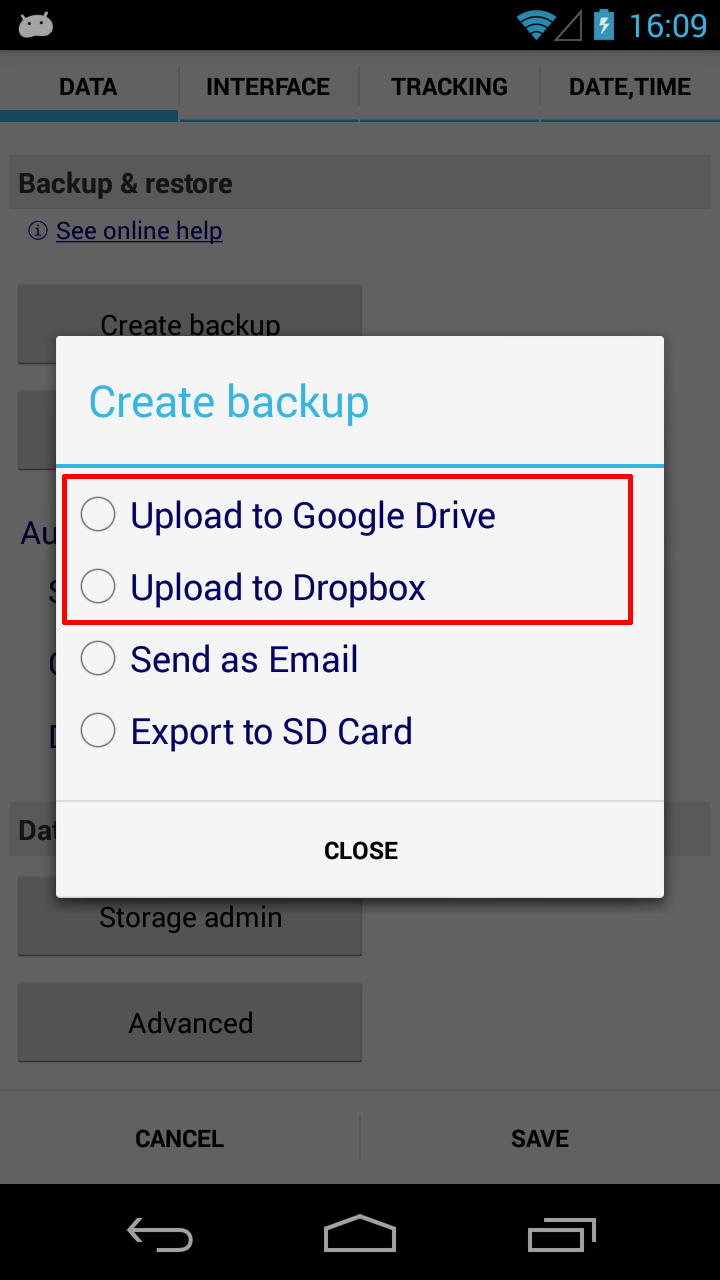 16:09
DATA INTERFACE TRACKING DATE,TIME
Backup & restore
See online help
Create backup
Create backup
Upload to Google Drive
Upload to Dropbox
Send as Email
Export to SD Card
CLOSE
Storage admin
Advanced
CANCEL SAVE